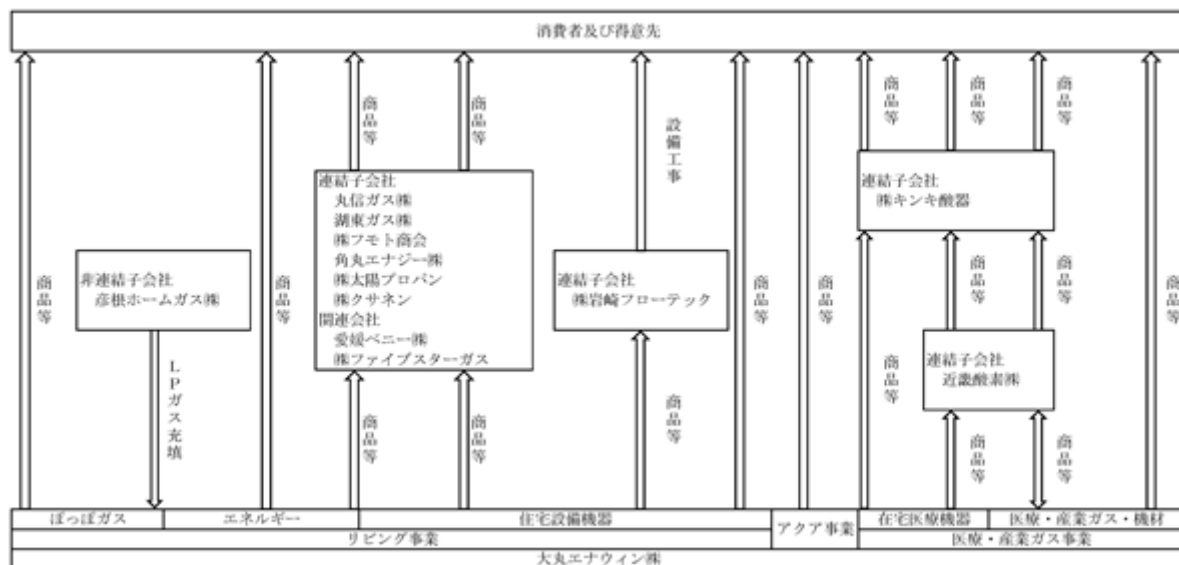 消費者及び得意先
商品等
商品等
商品等
商品等
商品等
設備工事
連結子会社
丸信ガス㈱
湖東ガス㈱
㈱フモト商会
角丸エナジー㈱
㈱太陽プロパン
㈱クサネン
関連会社
愛媛ベニー㈱
㈱ファイブスターガス
連結子会社
㈱キンキ酸器
非連結子会社
彦根ホームガス㈱
連結子会社
㈱岩崎フローテック
商品等
商品等
商品等
商品等
商品等
商品等
商品等
連結子会社
近畿酸素㈱
LPガス充填
商品等
商品等
商品等
商品等
商品等
商品等
ぽっぽガス
エネルギー
住宅設備機器
アクア事業
在宅医療機器
医療・産業ガス・機材
リビング事業
医療・産業ガス事業
大丸エナウィン㈱